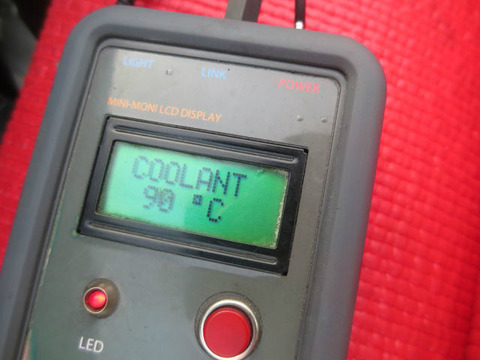 LIGHT LINK POWER
MINI-MONI LCD DISPLAY
COOLANT
90 °C
LED